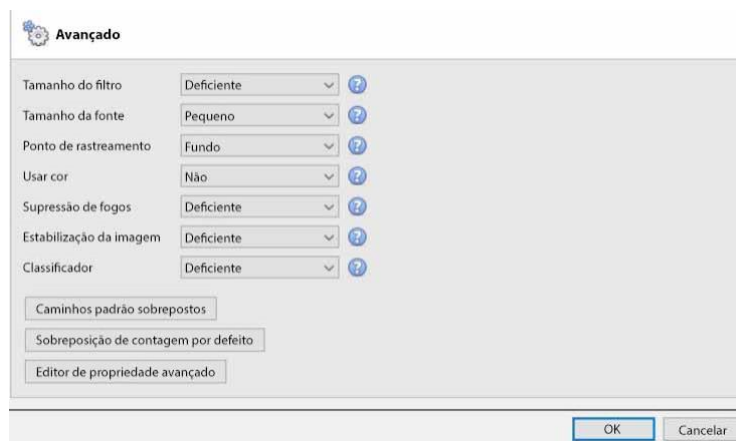 Avançado
Tamanho do filtro Deficiente
Tamanho da fonte Pequeno
Ponto de rastreamento Fundo
Usar cor Não
Supressão de fogos Deficiente
Estabilização da imagem Deficiente
Classificador Deficiente
Caminhos padrão sobrepostos
Sobreposição de contagem por defeito
Editor de propriedade avançado
OK Cancelar